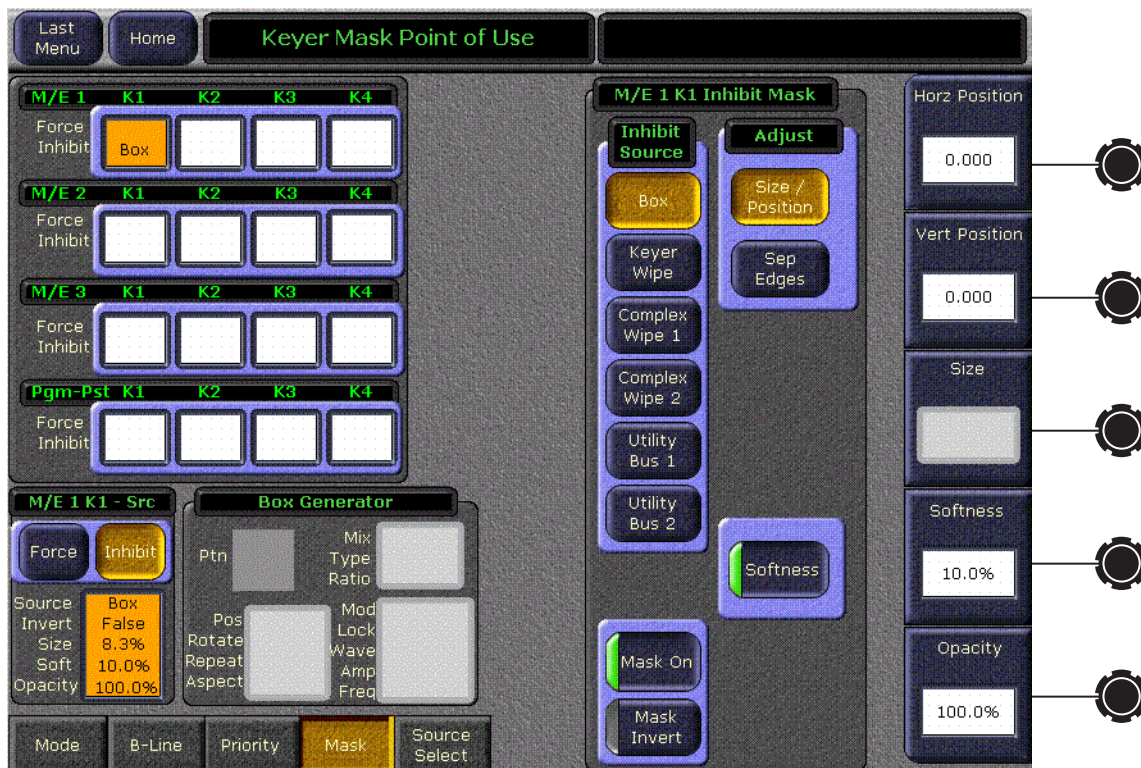 Last
Menu
Home
Keyer Mask Point of Use
M/E 1 K1 K2 K3 K4
Force
Inhibit
Box
M/E 2 K1 K2 K3 K4
Force
Inhibit
M/E 3 K1 K2 K3 K4
Force
Inhibit
Pgm-Pst K1 K2 K3 K4
Force
Inhibit
M/E 1 K1 - Src
Force
Inhibit
Source Box
Invert False
Size 8.3%
Soft 10.0%
Opacity 100.0%
Box Generator
Ptn
Mix
Type
Ratio
Pos
Rotate
Repeat
Aspect
Mod
Lock
Wave
Amp
Freq
Mode
B-Line
Priority
Mask
Source
Select
M/E 1 K1 Inhibit Mask
Inhibit
Source
Box
Keyer
Wipe
Complex
Wipe 1
Complex
Wipe 2
Utility
Bus 1
Utility
Bus 2
Mask On
Mask
Invert
Adjust
Size /
Position
Sep
Edges
Softness
Horz Position
0.000
Vert Position
0.000
Size
Softness
10.0%
Opacity
100.0%